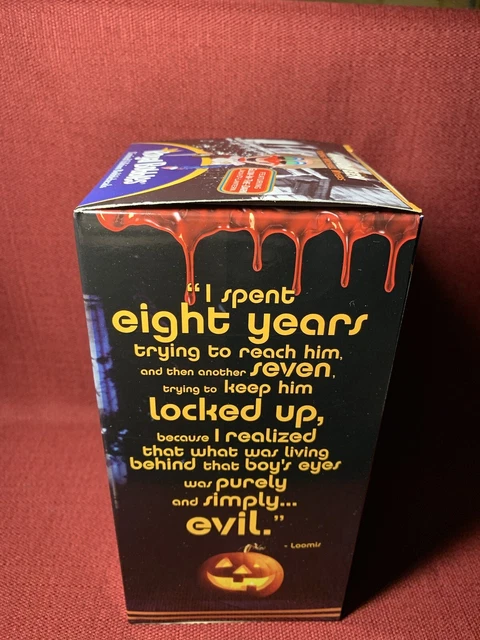 “I spent
eight years
trying to reach him,
and then another seven,
trying to keep him
locked up,
because I realized
that what was living
behind that boy's eyes
was purely
and simply...
evil.”
- Loomis